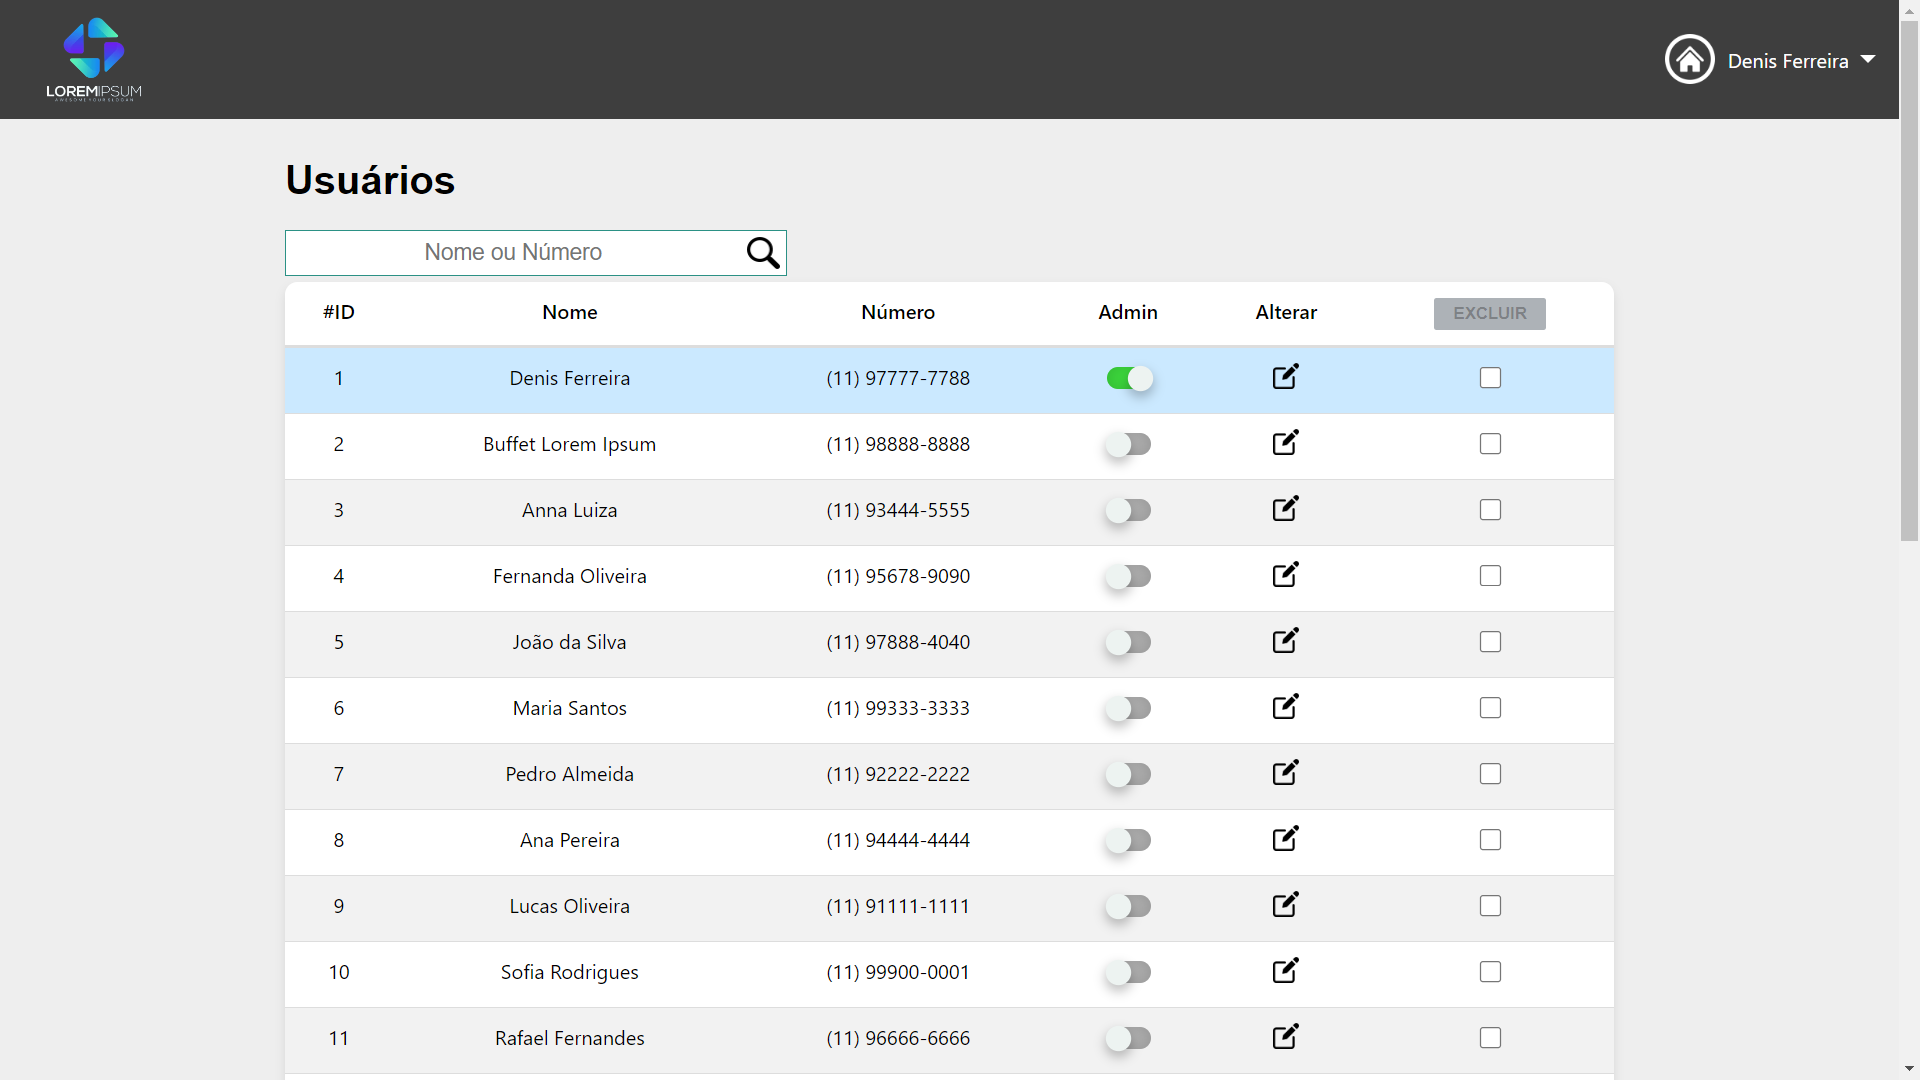 LOREMIPSUM
AWESOME YOUR SLOGAN
Denis Ferreira
Usuários
Nome ou Número
#ID Nome Número Admin Alterar EXCLUIR
1 Denis Ferreira (11) 97777-7788
2 Buffet Lorem Ipsum (11) 98888-8888
3 Anna Luiza (11) 93444-5555
4 Fernanda Oliveira (11) 95678-9090
5 João da Silva (11) 97888-4040
6 Maria Santos (11) 99333-3333
7 Pedro Almeida (11) 92222-2222
8 Ana Pereira (11) 94444-4444
9 Lucas Oliveira (11) 91111-1111
10 Sofia Rodrigues (11) 99900-0001
11 Rafael Fernandes (11) 96666-6666